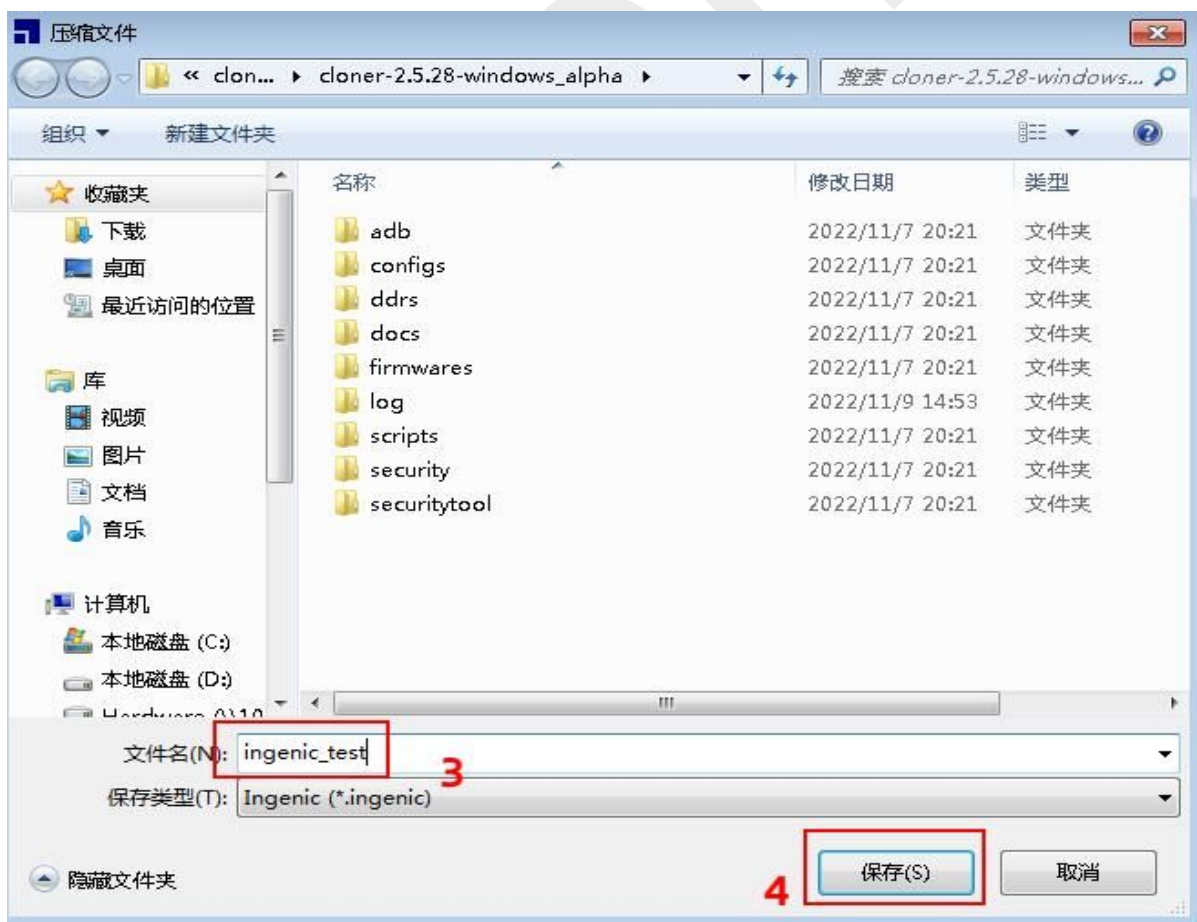 压缩文件
« clon... ▸ cloner-2.5.28-windows_alpha ▸ 搜索 cloner-2.5.28-windows...
组织 新建文件夹
名称 修改日期 类型
收藏夹
下载
桌面
最近访问的位置
库
视频
图片
文档
音乐
计算机
本地磁盘 (C:)
本地磁盘 (D:)
adb 2022/11/7 20:21 文件夹
configs 2022/11/7 20:21 文件夹
ddrs 2022/11/7 20:21 文件夹
docs 2022/11/7 20:21 文件夹
firmwares 2022/11/7 20:21 文件夹
log 2022/11/9 14:53 文件夹
scripts 2022/11/7 20:21 文件夹
security 2022/11/7 20:21 文件夹
securitytool 2022/11/7 20:21 文件夹
文件名(N): ingenic_test
3
保存类型(T): Ingenic (*.ingenic)
隐藏文件夹
4
保存(S) 取消